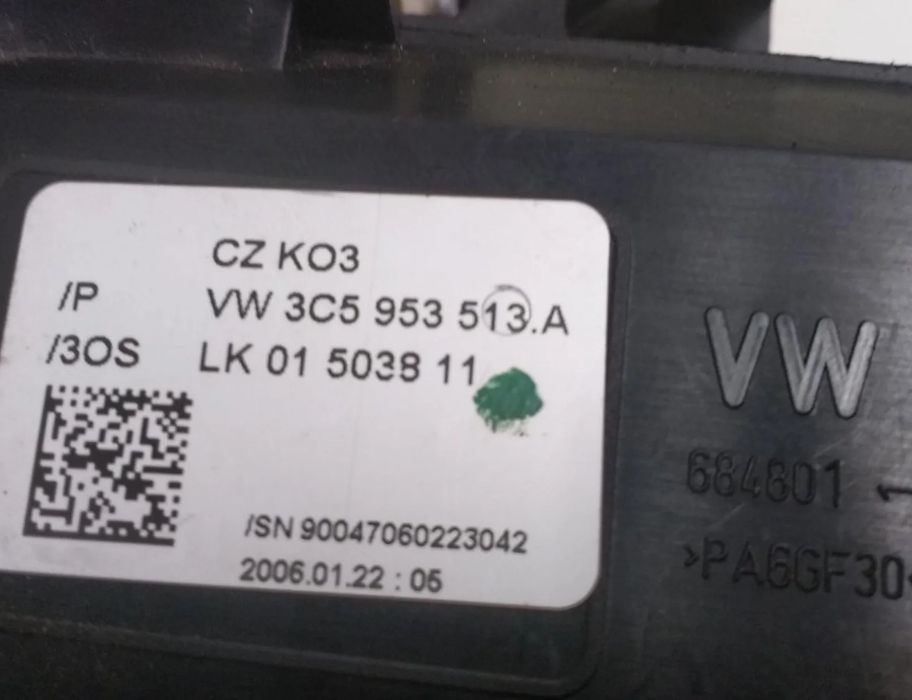 CZ KO3
/P VW 3C5 953 513.A
/3OS LK 01 5038 11
/SN 90047060223042
2006.01.22 : 05
VW
684801 1
>PA6GF30<